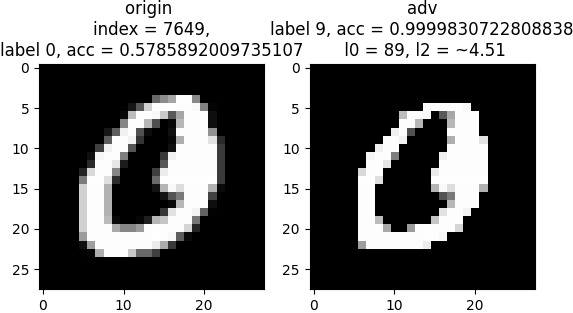 origin
index = 7649,
label 0, acc = 0.5785892009735107
adv
label 9, acc = 0.9999830722808838
l0 = 89, l2 = ~4.51
0
5
10
15
20
25
0 10 20
0
5
10
15
20
25
0 10 20